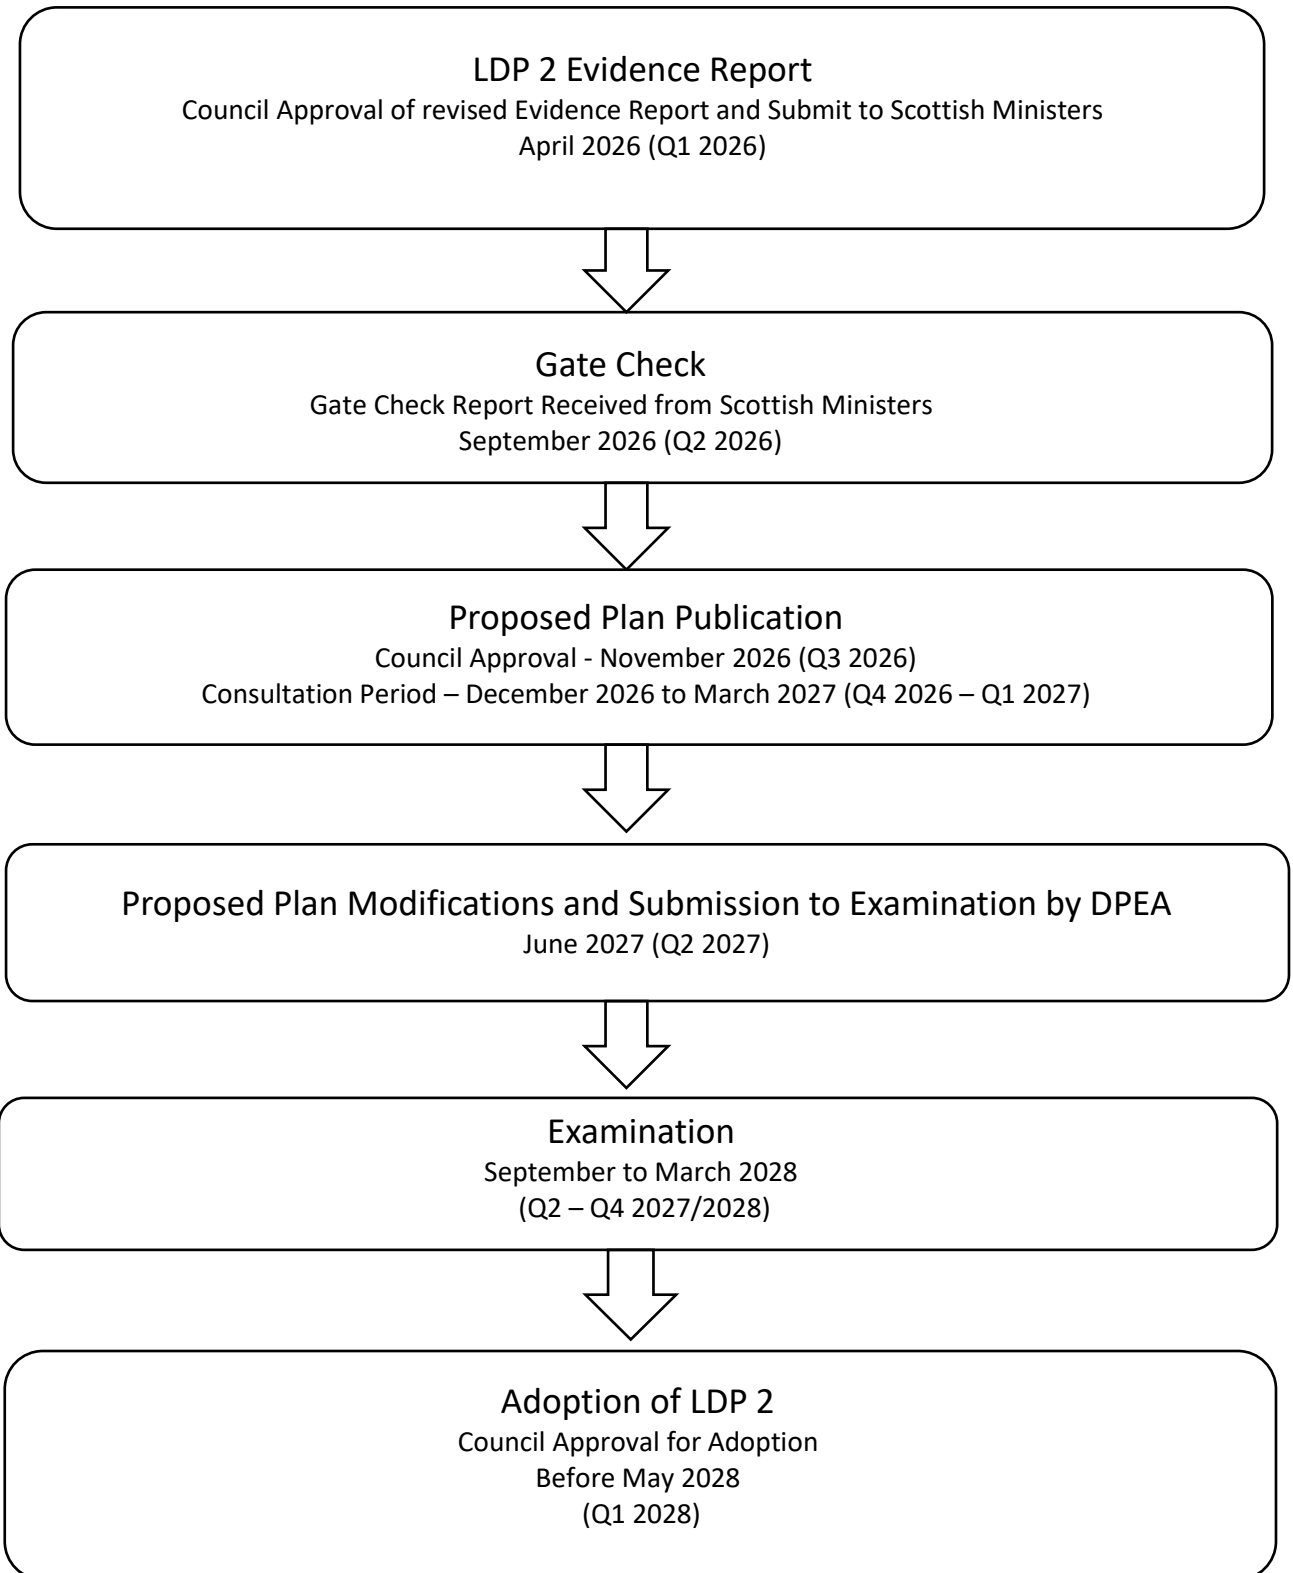 LDP 2 Evidence Report
Council Approval of revised Evidence Report and Submit to Scottish Ministers
April 2026 (Q1 2026)
Gate Check
Gate Check Report Received from Scottish Ministers
September 2026 (Q2 2026)
Proposed Plan Publication
Council Approval - November 2026 (Q3 2026)
Consultation Period – December 2026 to March 2027 (Q4 2026 – Q1 2027)
Proposed Plan Modifications and Submission to Examination by DPEA
June 2027 (Q2 2027)
Examination
September to March 2028
(Q2 – Q4 2027/2028)
Adoption of LDP 2
Council Approval for Adoption
Before May 2028
(Q1 2028)